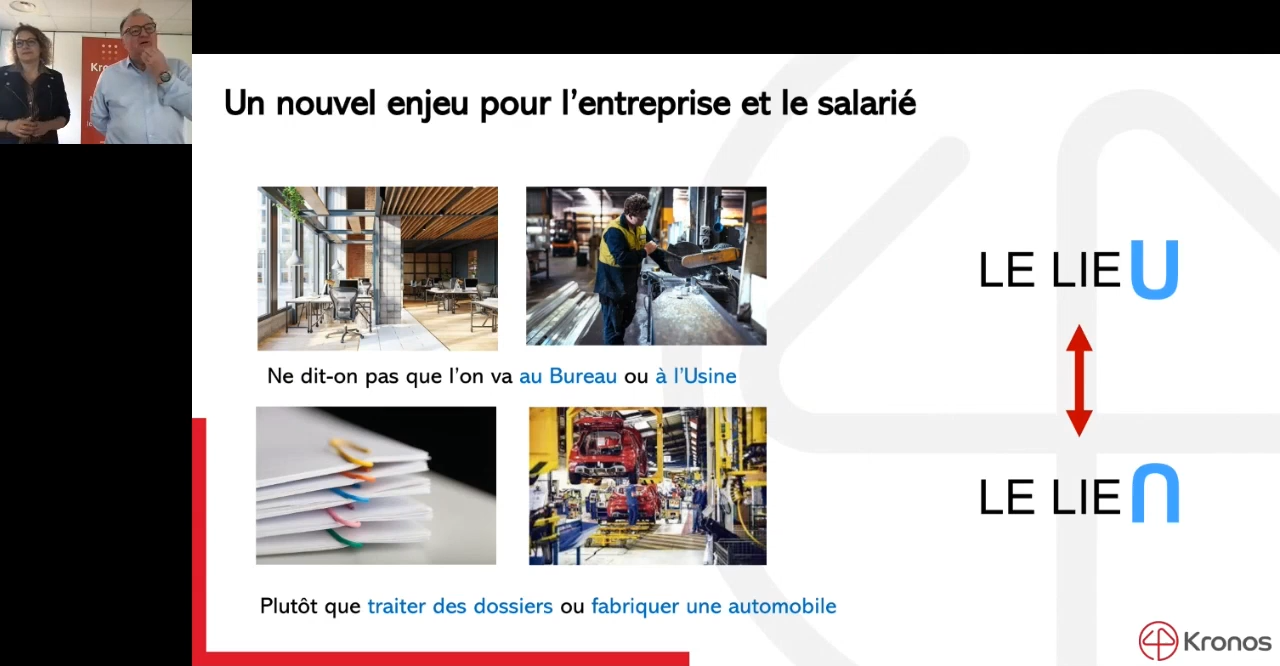 Un nouvel enjeu pour l'entreprise et le salarié
Ne dit-on pas que l'on va au Bureau ou à l'Usine
Plutôt que traiter des dossiers ou fabriquer une automobile
LE LIEU
LE LIEN
Kronos